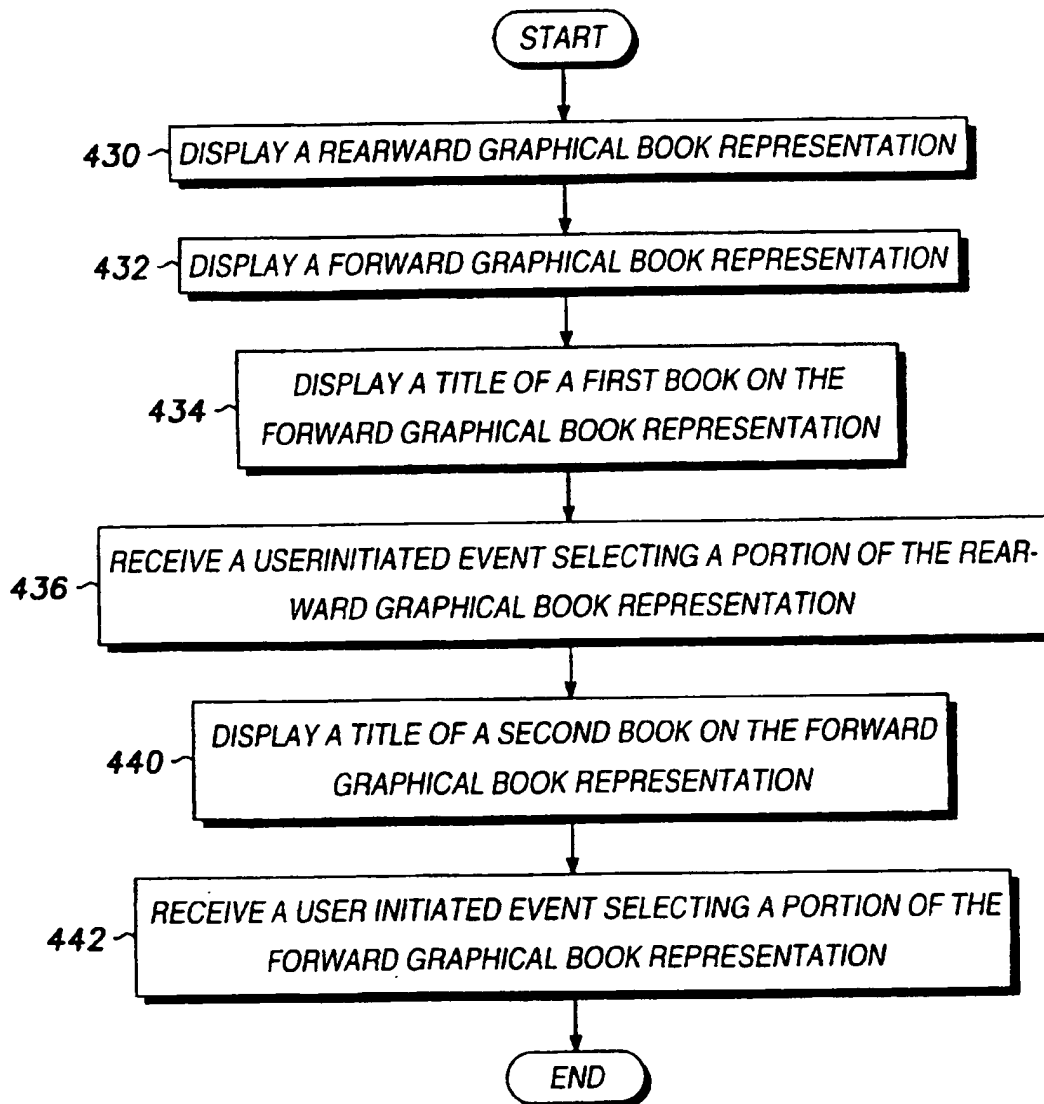 START
430 DISPLAY A REARWARD GRAPHICAL BOOK REPRESENTATION
432 DISPLAY A FORWARD GRAPHICAL BOOK REPRESENTATION
DISPLAY A TITLE OF A FIRST BOOK ON THE
434 FORWARD GRAPHICAL BOOK REPRESENTATION
RECEIVE A USERINITIATED EVENT SELECTING A PORTION OF THE REAR-
436 WARD GRAPHICAL BOOK REPRESENTATION
DISPLAY A TITLE OF A SECOND BOOK ON THE FORWARD
440 GRAPHICAL BOOK REPRESENTATION
RECEIVE A USER INITIATED EVENT SELECTING A PORTION OF THE
442 FORWARD GRAPHICAL BOOK REPRESENTATION
END